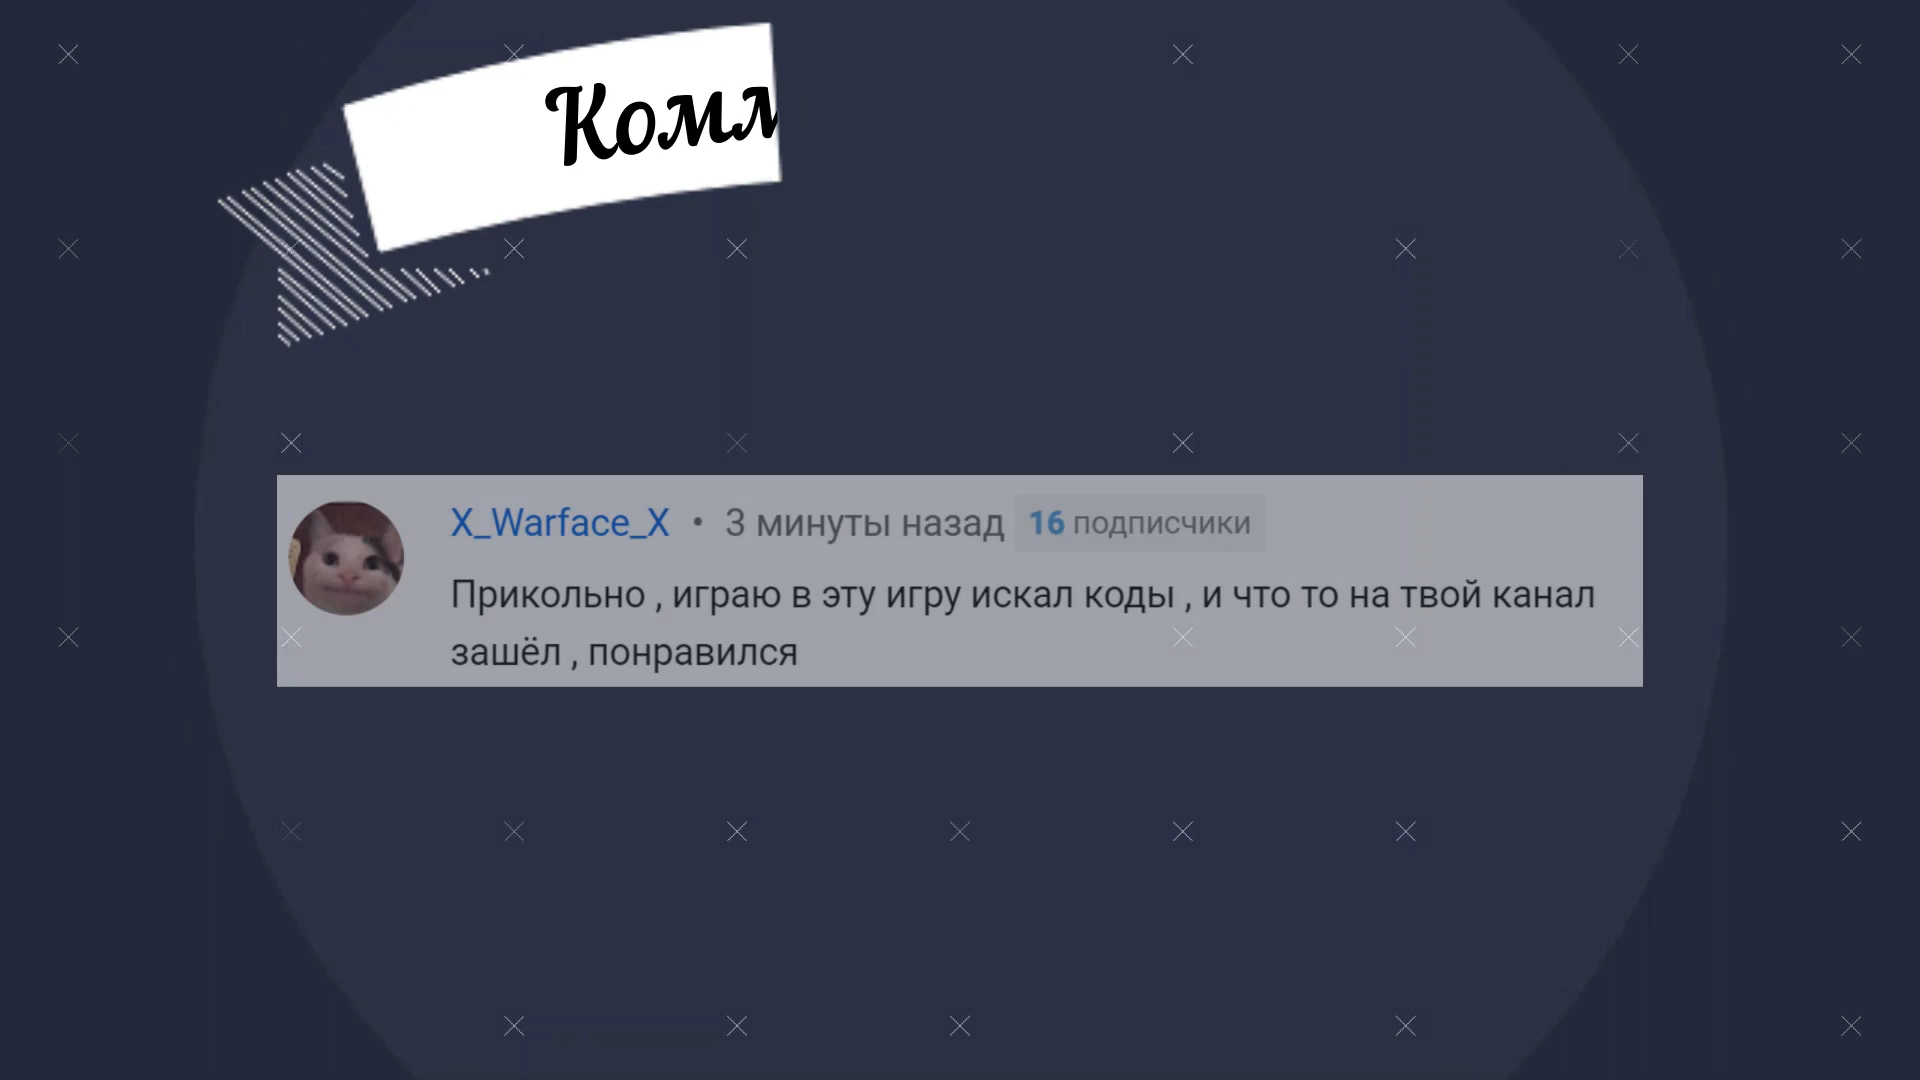 Комм
X_Warface_X • 3 минуты назад 16 подписчики
Прикольно , играю в эту игру искал коды , и что то на твой канал
зашёл , понравился